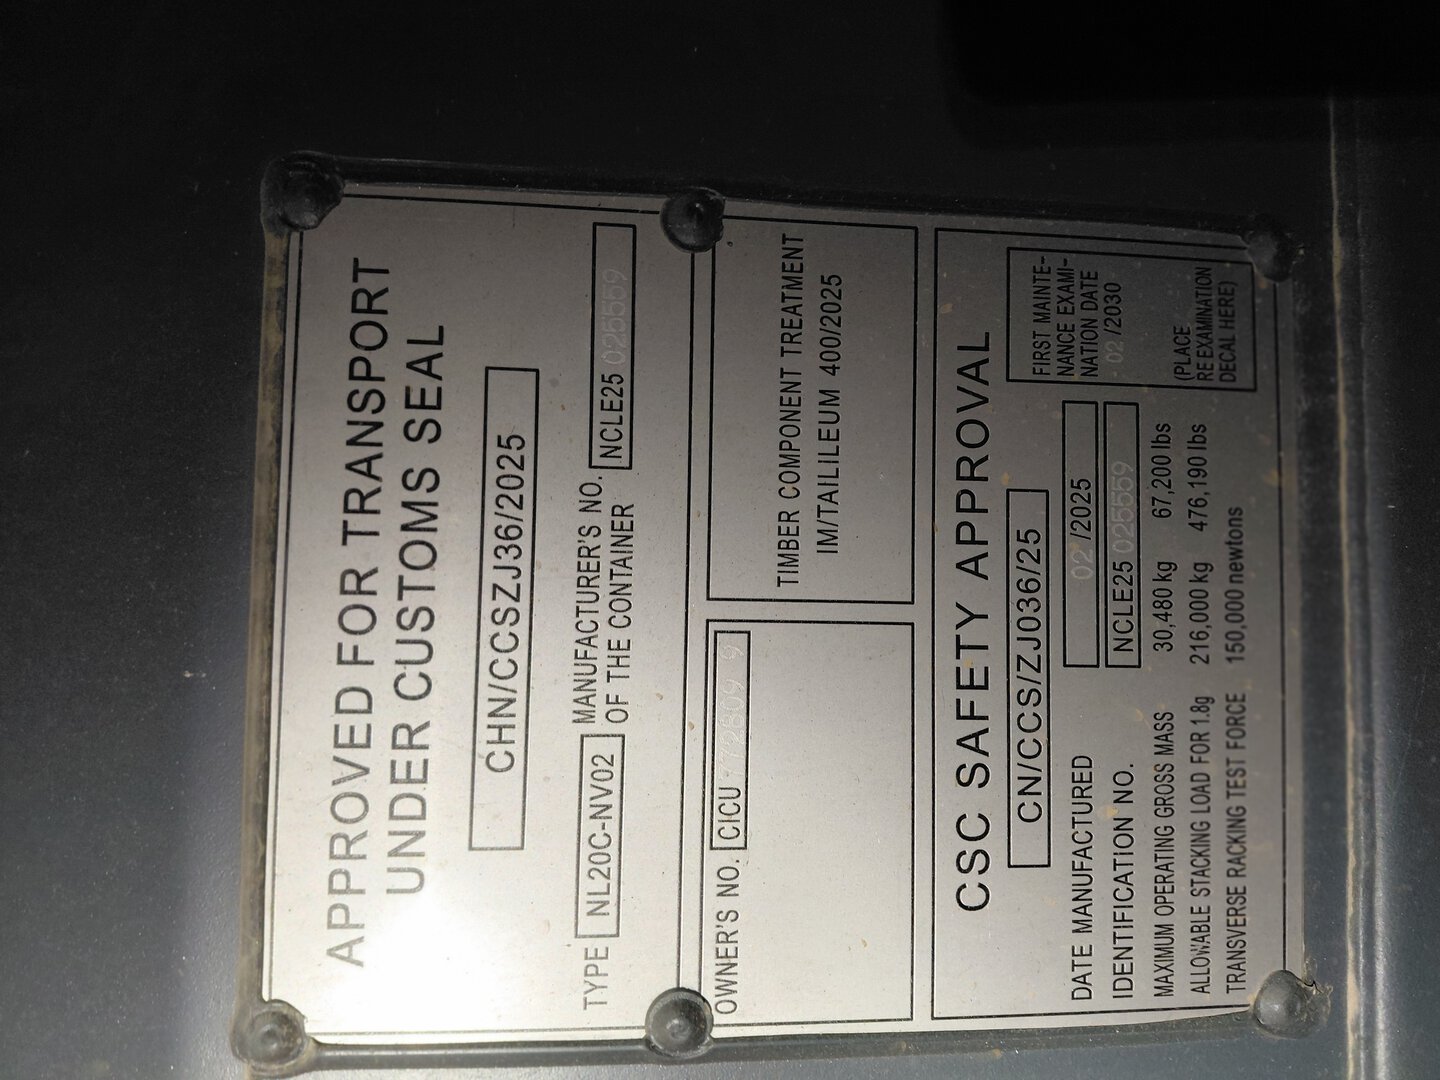 APPROVED FOR TRANSPORT
UNDER CUSTOMS SEAL
CHN/CCSZJ36/2025
TYPE NL20C-NV02 MANUFACTURER'S NO.
OF THE CONTAINER NCLE25 025559
OWNER'S NO. CICU
TIMBER COMPONENT TREATMENT
IM/TAILILEUM 400/2025
CSC SAFETY APPROVAL
CN/CCS/ZJ036/25
DATE MANUFACTURED 02/2025
IDENTIFICATION NO. NCLE25 025559
MAXIMUM OPERATING GROSS MASS 30,480 kg 67,200 lbs
ALLOWABLE STACKING LOAD FOR 1.8g 216,000 kg 476,190 lbs
TRANSVERSE RACKING TEST FORCE 150,000 newtons
FIRST MAINTE-
NANCE EXAMI-
NATION DATE
02/2030
(PLACE
REEXAMINATION
DECAL HERE)